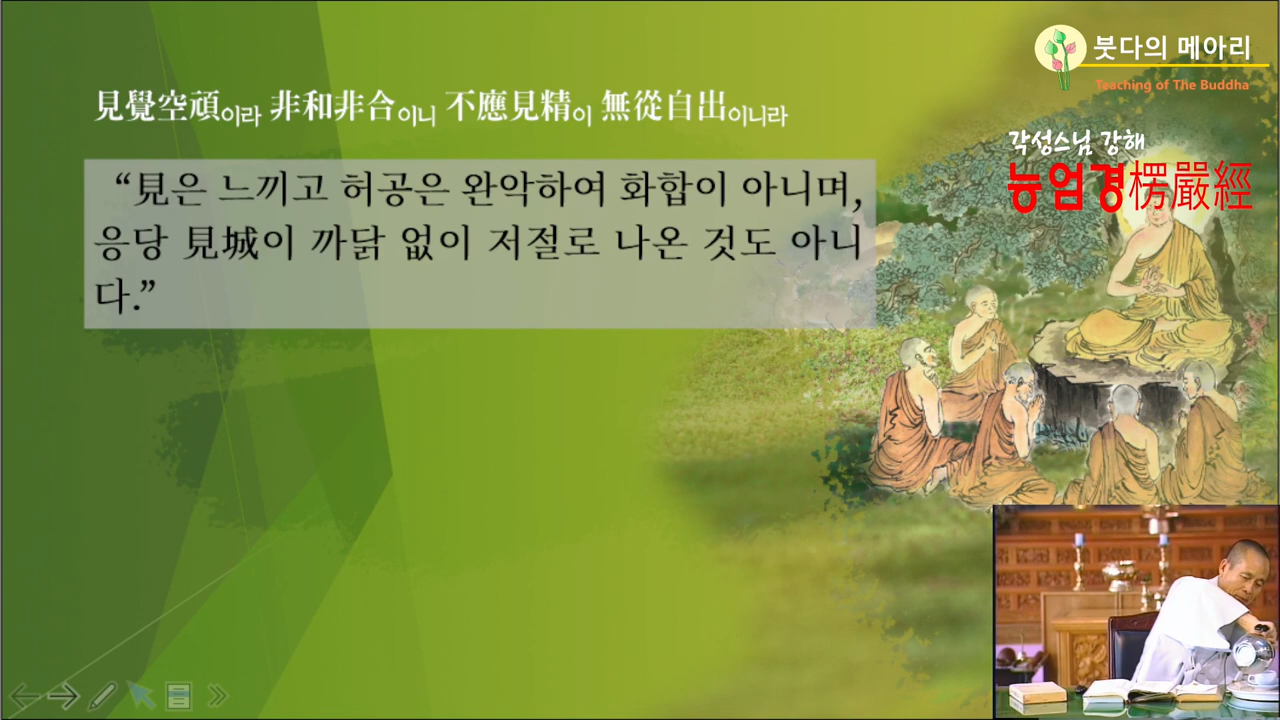 붓다의 메아리
Teaching of The Buddha
각성스님 강해
능엄경楞嚴經
見覺空頑이라 非和非合이니 不應見精이 無從自出이니라
“見은 느끼고 허공은 완악하여 화합이 아니며,
응당 見城이 까닭 없이 저절로 나온 것도 아니
다.”